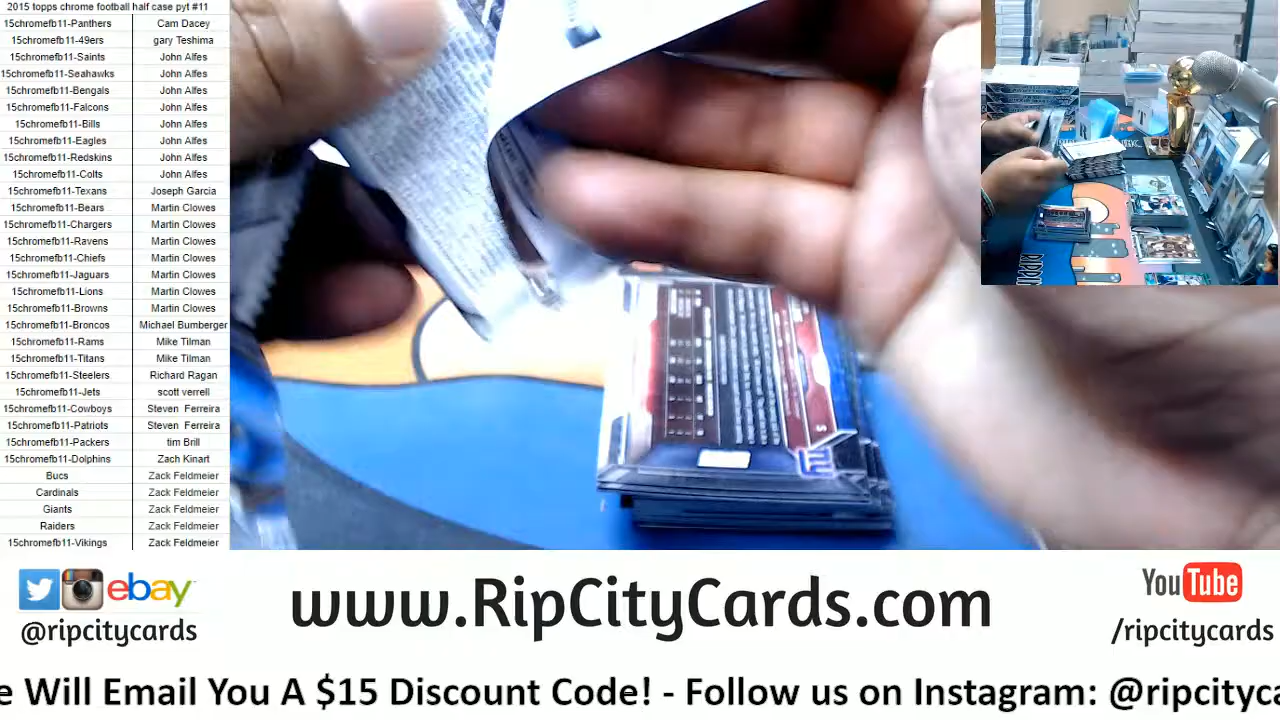 2015 topps chrome football half case pyt #11
15chromefb11-Panthers Cam Dacey
15chromefb11-49ers gary Teshima
15chromefb11-Saints John Alfes
15chromefb11-Seahawks John Alfes
15chromefb11-Bengals John Alfes
15chromefb11-Falcons John Alfes
15chromefb11-Bills John Alfes
15chromefb11-Eagles John Alfes
15chromefb11-Redskins John Alfes
15chromefb11-Colts John Alfes
15chromefb11-Texans Joseph Garcia
15chromefb11-Bears Martin Clowes
15chromefb11-Chargers Martin Clowes
15chromefb11-Ravens Martin Clowes
15chromefb11-Chiefs Martin Clowes
15chromefb11-Jaguars Martin Clowes
15chromefb11-Lions Martin Clowes
15chromefb11-Browns Martin Clowes
15chromefb11-Broncos Michael Bumberger
15chromefb11-Rams Mike Tilman
15chromefb11-Titans Mike Tilman
15chromefb11-Steelers Richard Ragan
15chromefb11-Jets scott verrell
15chromefb11-Cowboys Steven Ferreira
15chromefb11-Patriots Steven Ferreira
15chromefb11-Packers tim Brill
15chromefb11-Dolphins Zach Kinart
Bucs Zack Feldmeier
Cardinals Zack Feldmeier
Giants Zack Feldmeier
Raiders Zack Feldmeier
15chromefb11-Vikings Zack Feldmeier
ebay
@ripcitycards
www.RipCityCards.com
YouTube
/ripcitycards
e Will Email You A $15 Discount Code! - Follow us on Instagram: @ripcityca